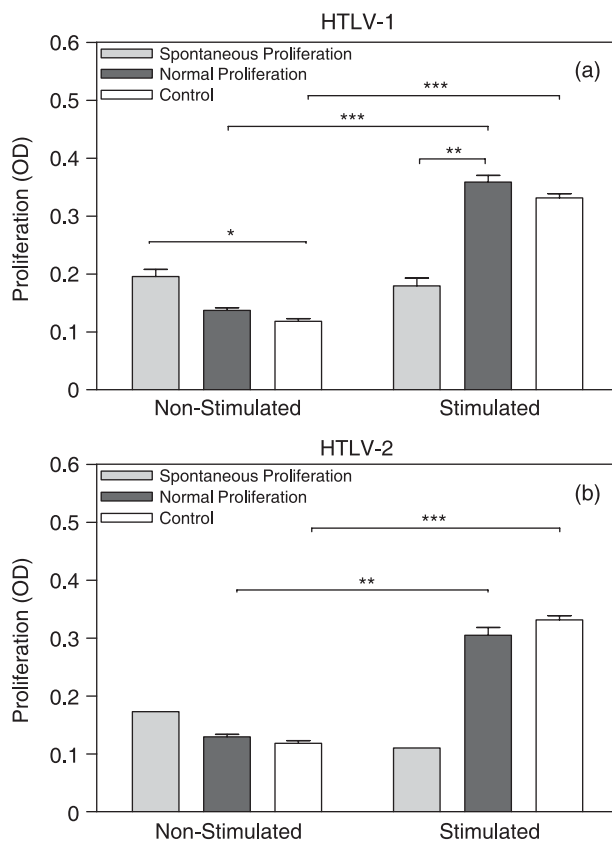 HTLV-1
0.6
0.5
0.4
0.3
0.2
0.1
0
Proliferation (OD)
Spontaneous Proliferation
Normal Proliferation
Control
(a)
***
***
**
*
Non-Stimulated Stimulated
HTLV-2
0.6
0.5
0.4
0.3
0.2
0.1
0
Proliferation (OD)
Spontaneous Proliferation
Normal Proliferation
Control
(b)
***
**
Non-Stimulated Stimulated